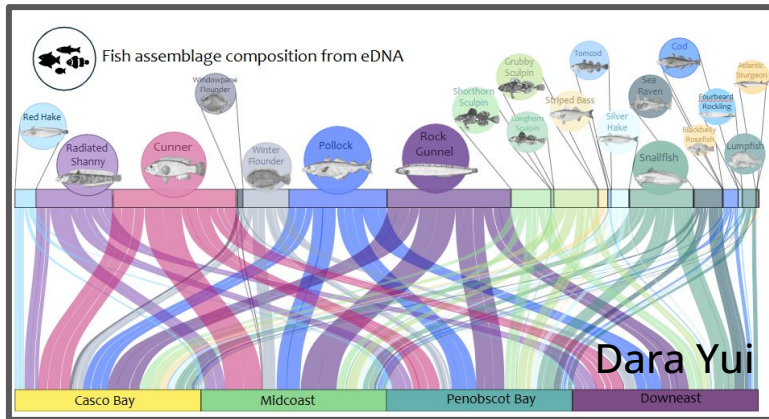 Fish assemblage composition from eDNA
Red Hake
Radiated
Shanny
Cunner
Windowpane
Flounder
Winter
Flounder
Pollock
Rock
Gunnel
Shorthorn
Sculpin
Grubby
Sculpin
Longhorn
Sculpin
Striped Bass
Tomcod
Silver
Hake
Sea
Raven
Snailfish
Cod
Blackbelly
Rosefish
Fourbeard
Rockling
Atlantic
Sturgeon
Lumpfish
Dara Yui
Casco Bay
Midcoast
Penobscot Bay
Downeast